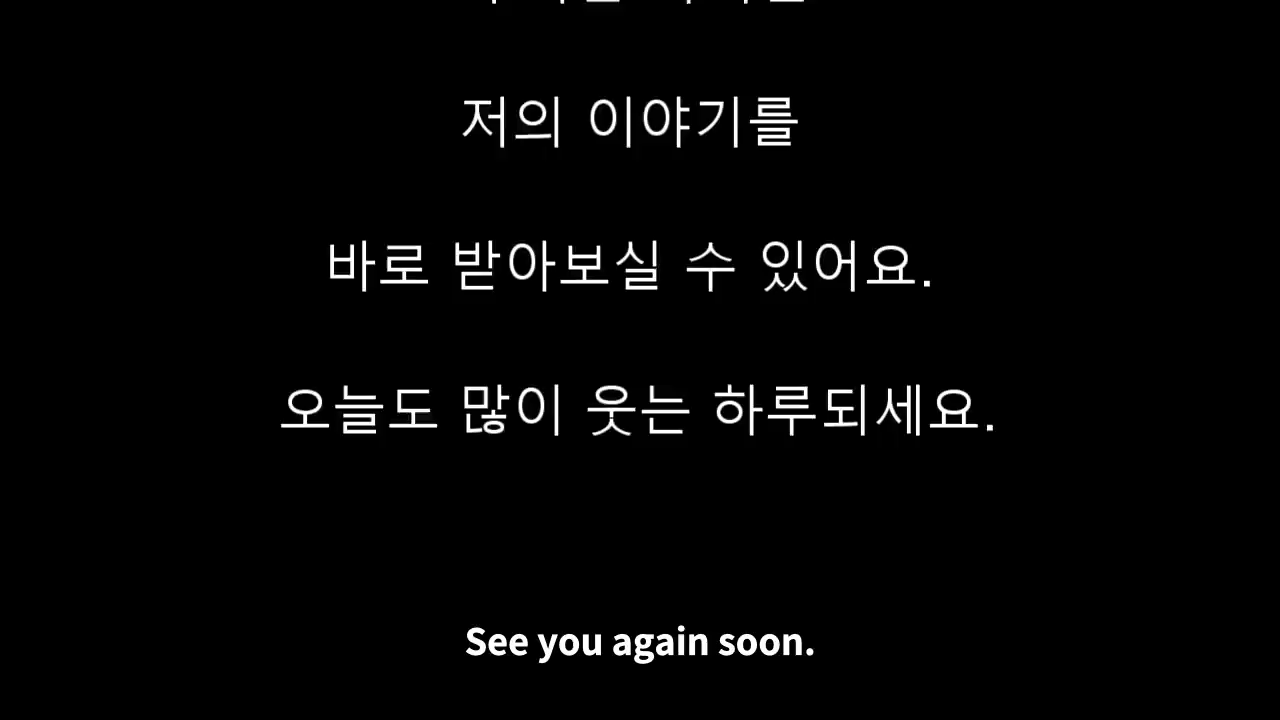 저의 이야기를
바로 받아보실 수 있어요.
오늘도 많이 웃는 하루되세요.
See you again soon.